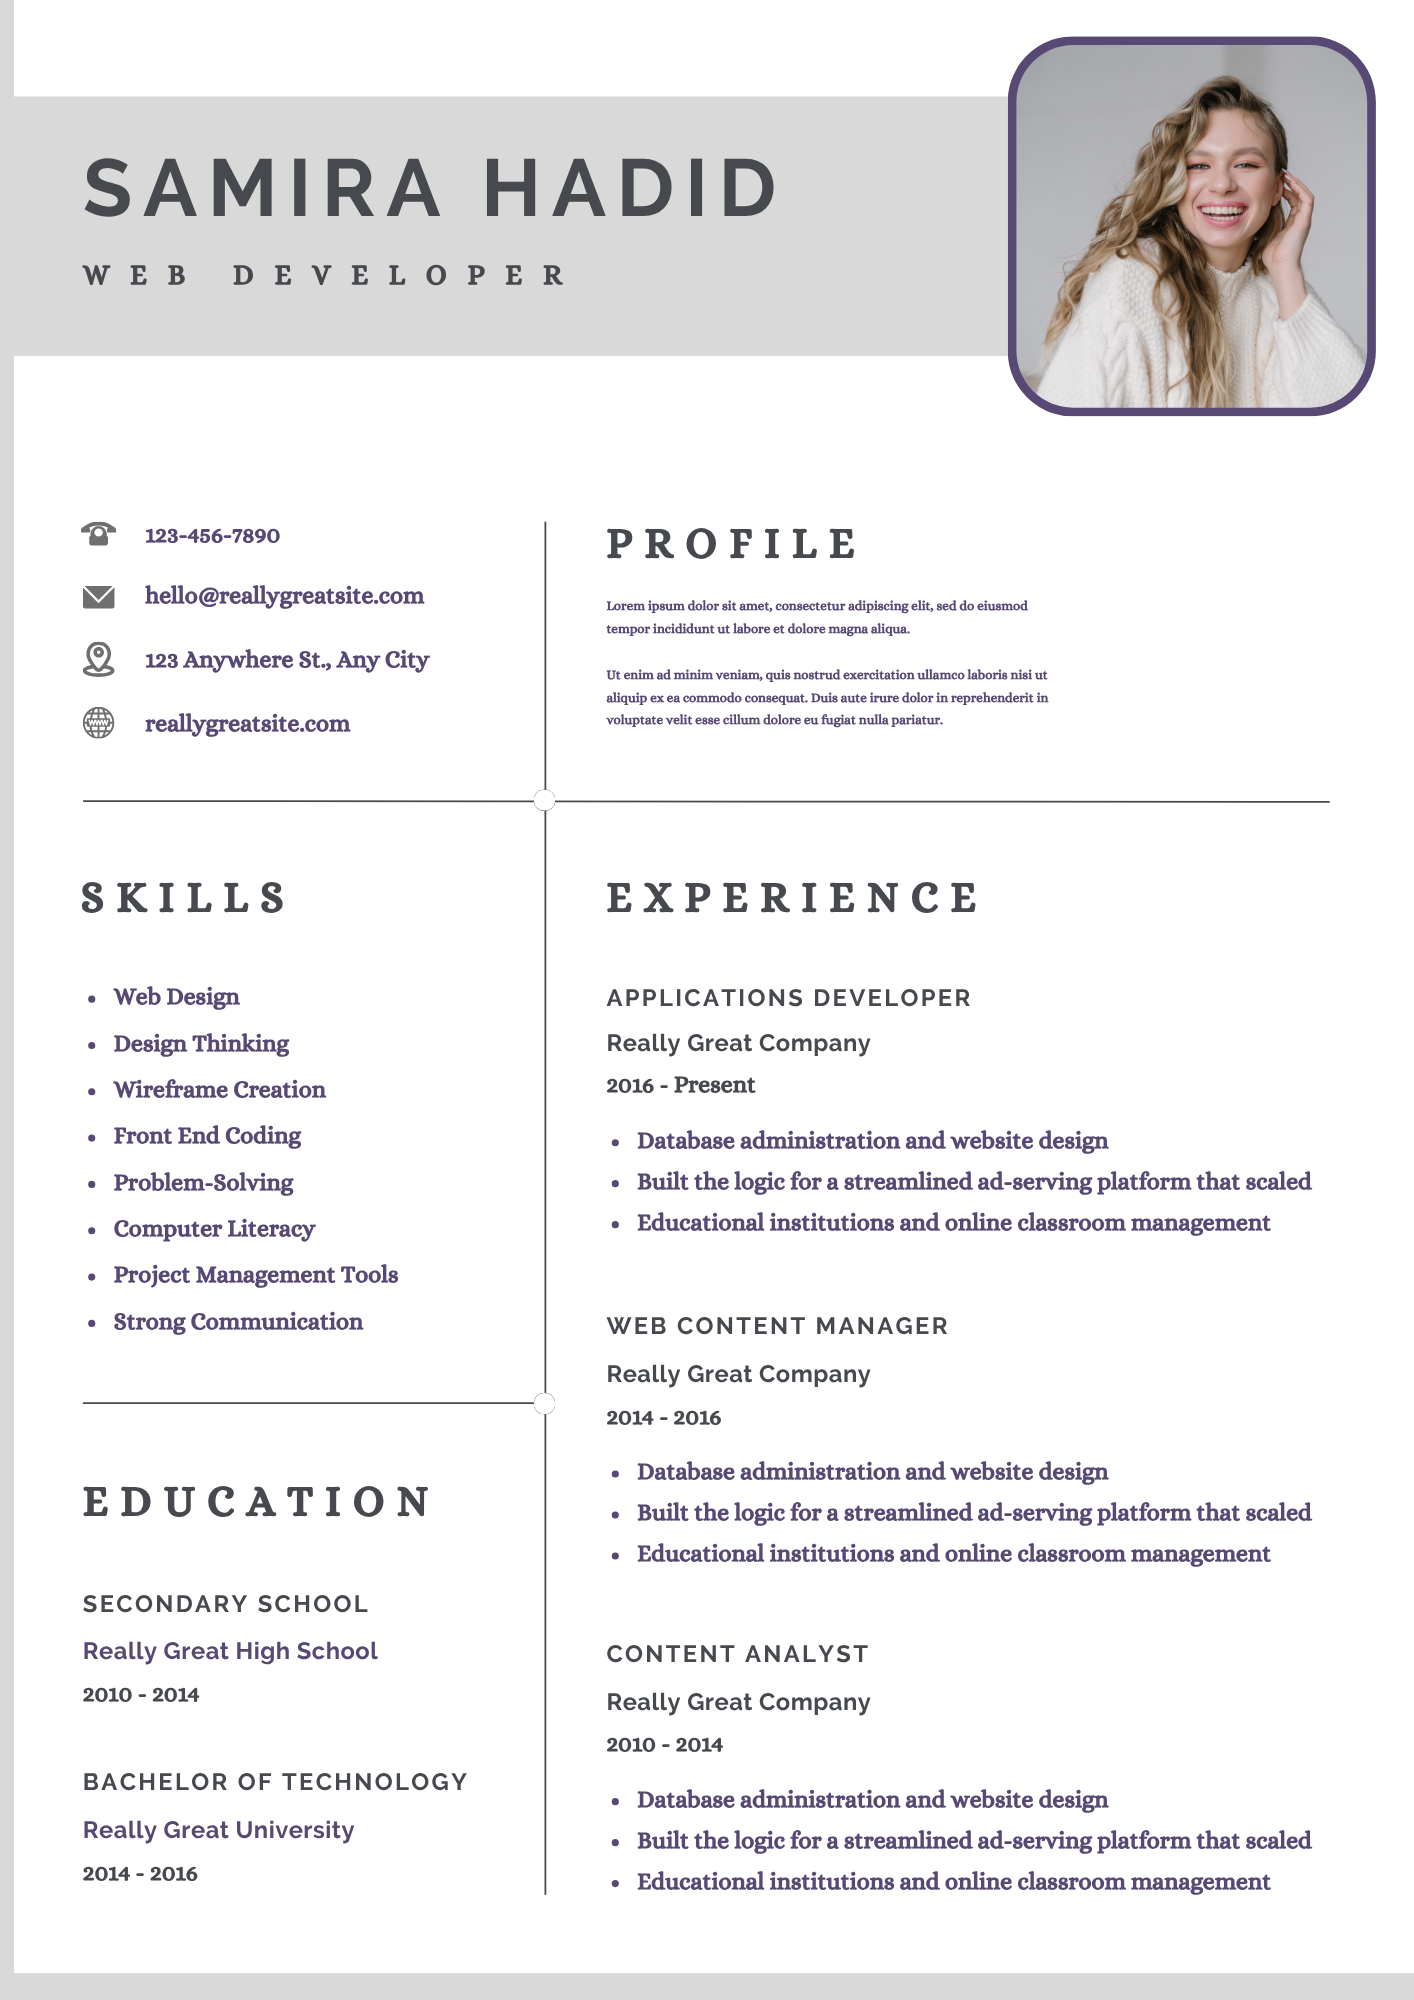 SAMIRA HADID
WEB DEVELOPER
123-456-7890
hello@reallygreatsite.com
123 Anywhere St., Any City
reallygreatsite.com
PROFILE
Lorem ipsum dolor sit amet, consectetur adipiscing elit, sed do eiusmod
tempor incididunt ut labore et dolore magna aliqua.
Ut enim ad minim veniam, quis nostrud exercitation ullamco laboris nisi ut
aliquip ex ea commodo consequat. Duis aute irure dolor in reprehenderit in
voluptate velit esse cillum dolore eu fugiat nulla pariatur.
SKILLS
• Web Design
• Design Thinking
• Wireframe Creation
• Front End Coding
• Problem-Solving
• Computer Literacy
• Project Management Tools
• Strong Communication
EDUCATION
SECONDARY SCHOOL
Really Great High School
2010 - 2014
BACHELOR OF TECHNOLOGY
Really Great University
2014 - 2016
EXPERIENCE
APPLICATIONS DEVELOPER
Really Great Company
2016 - Present
• Database administration and website design
• Built the logic for a streamlined ad-serving platform that scaled
• Educational institutions and online classroom management
WEB CONTENT MANAGER
Really Great Company
2014 - 2016
• Database administration and website design
• Built the logic for a streamlined ad-serving platform that scaled
• Educational institutions and online classroom management
CONTENT ANALYST
Really Great Company
2010 - 2014
• Database administration and website design
• Built the logic for a streamlined ad-serving platform that scaled
• Educational institutions and online classroom management